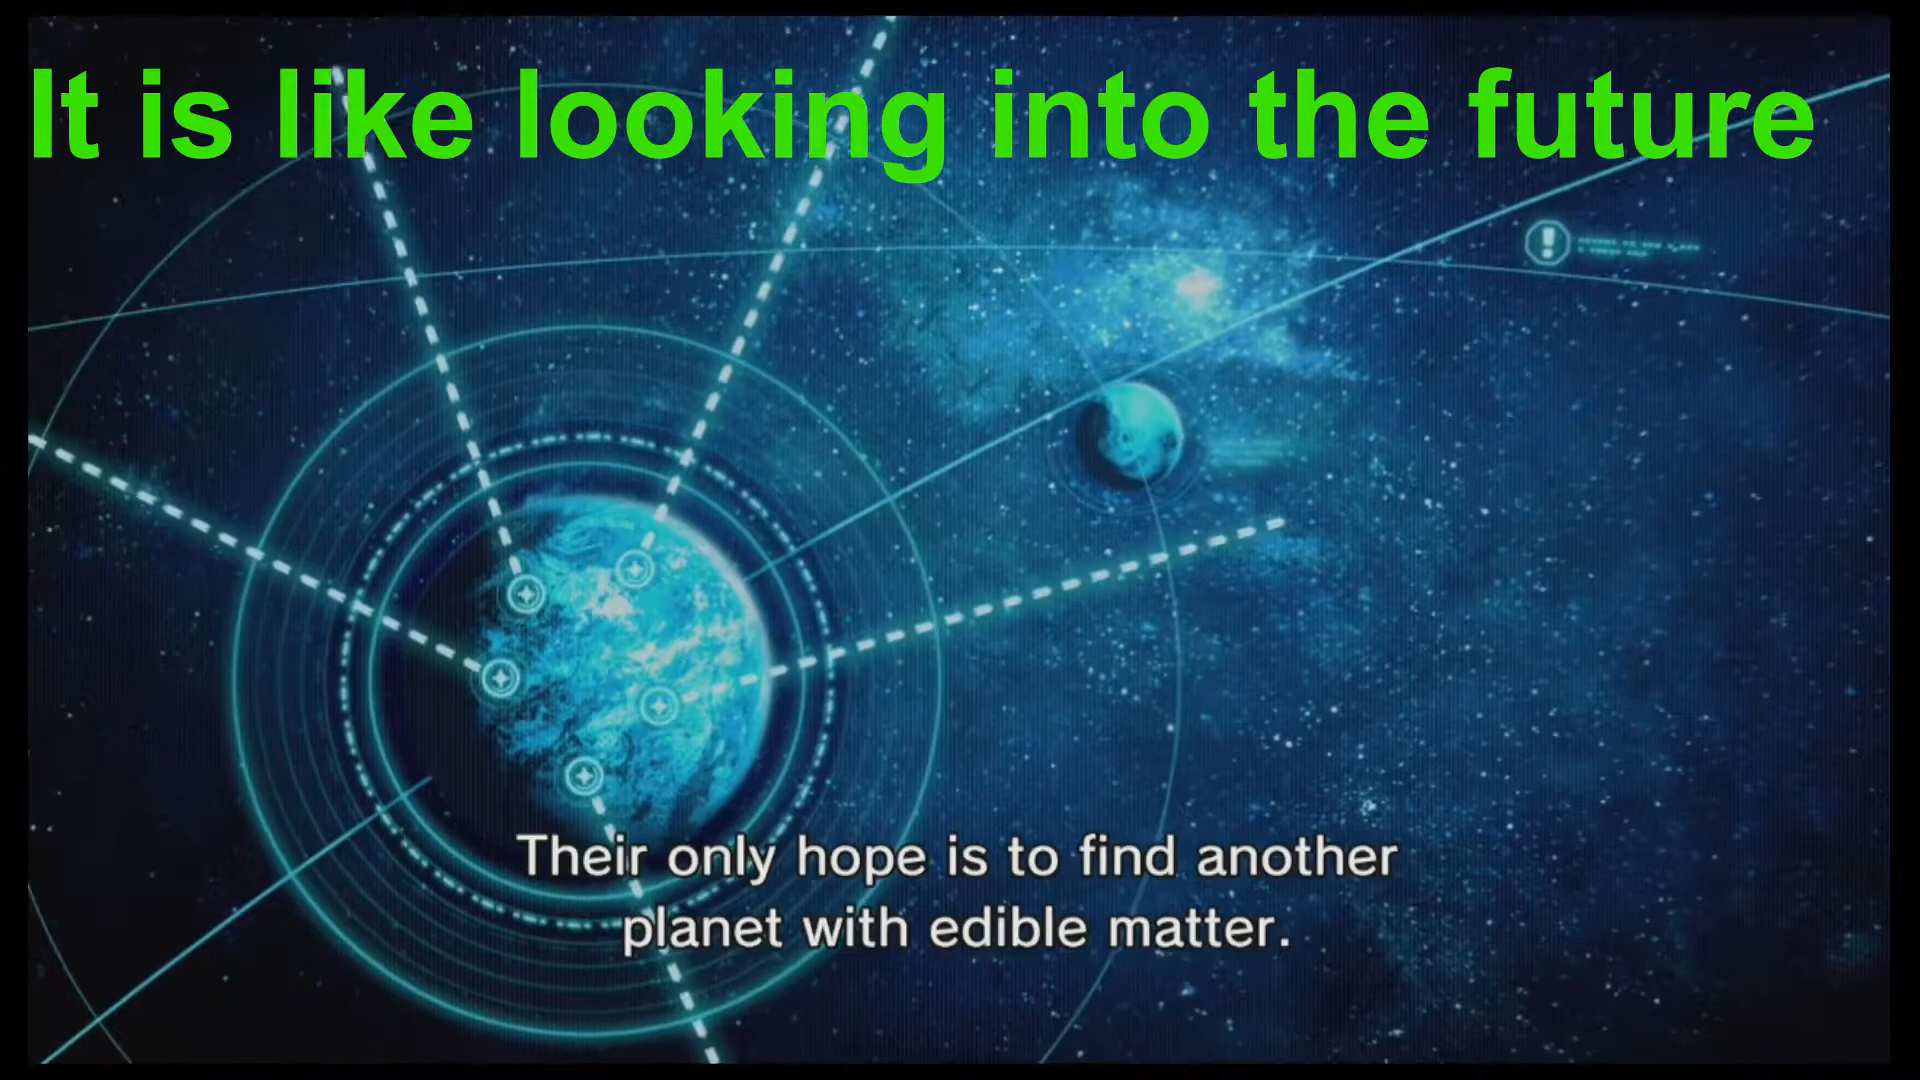 It is like looking into the future
Their only hope is to find another
planet with edible matter.